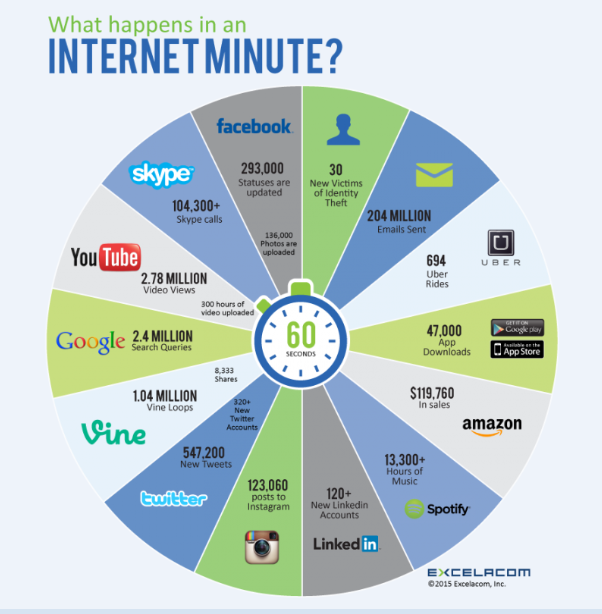 What happens in an
INTERNET MINUTE?
facebook
293,000
Statuses are
updated
136,000
Photos are
uploaded
30
New Victims
of Identity
Theft
204 MILLION
Emails Sent
694
Uber
Rides
UBER
47,000
App
Downloads
GET IT ON
Google play
Available on the
App Store
$119,760
In sales
amazon
13,300+
Hours of
Music
Spotify
120+
New Linkedin
Accounts
Linked in
123,060
posts to
Instagram
547,200
New Tweets
twitter
320+
New
Twitter
Accounts
1.04 MILLION
Vine Loops
Vine
8,333
Shares
Google
2.4 MILLION
Search Queries
You Tube
2.78 MILLION
Video Views
300 hours of
video uploaded
skype
104,300+
Skype calls
60
SECONDS
EXCELACOM
©2015 Excelacom, Inc.